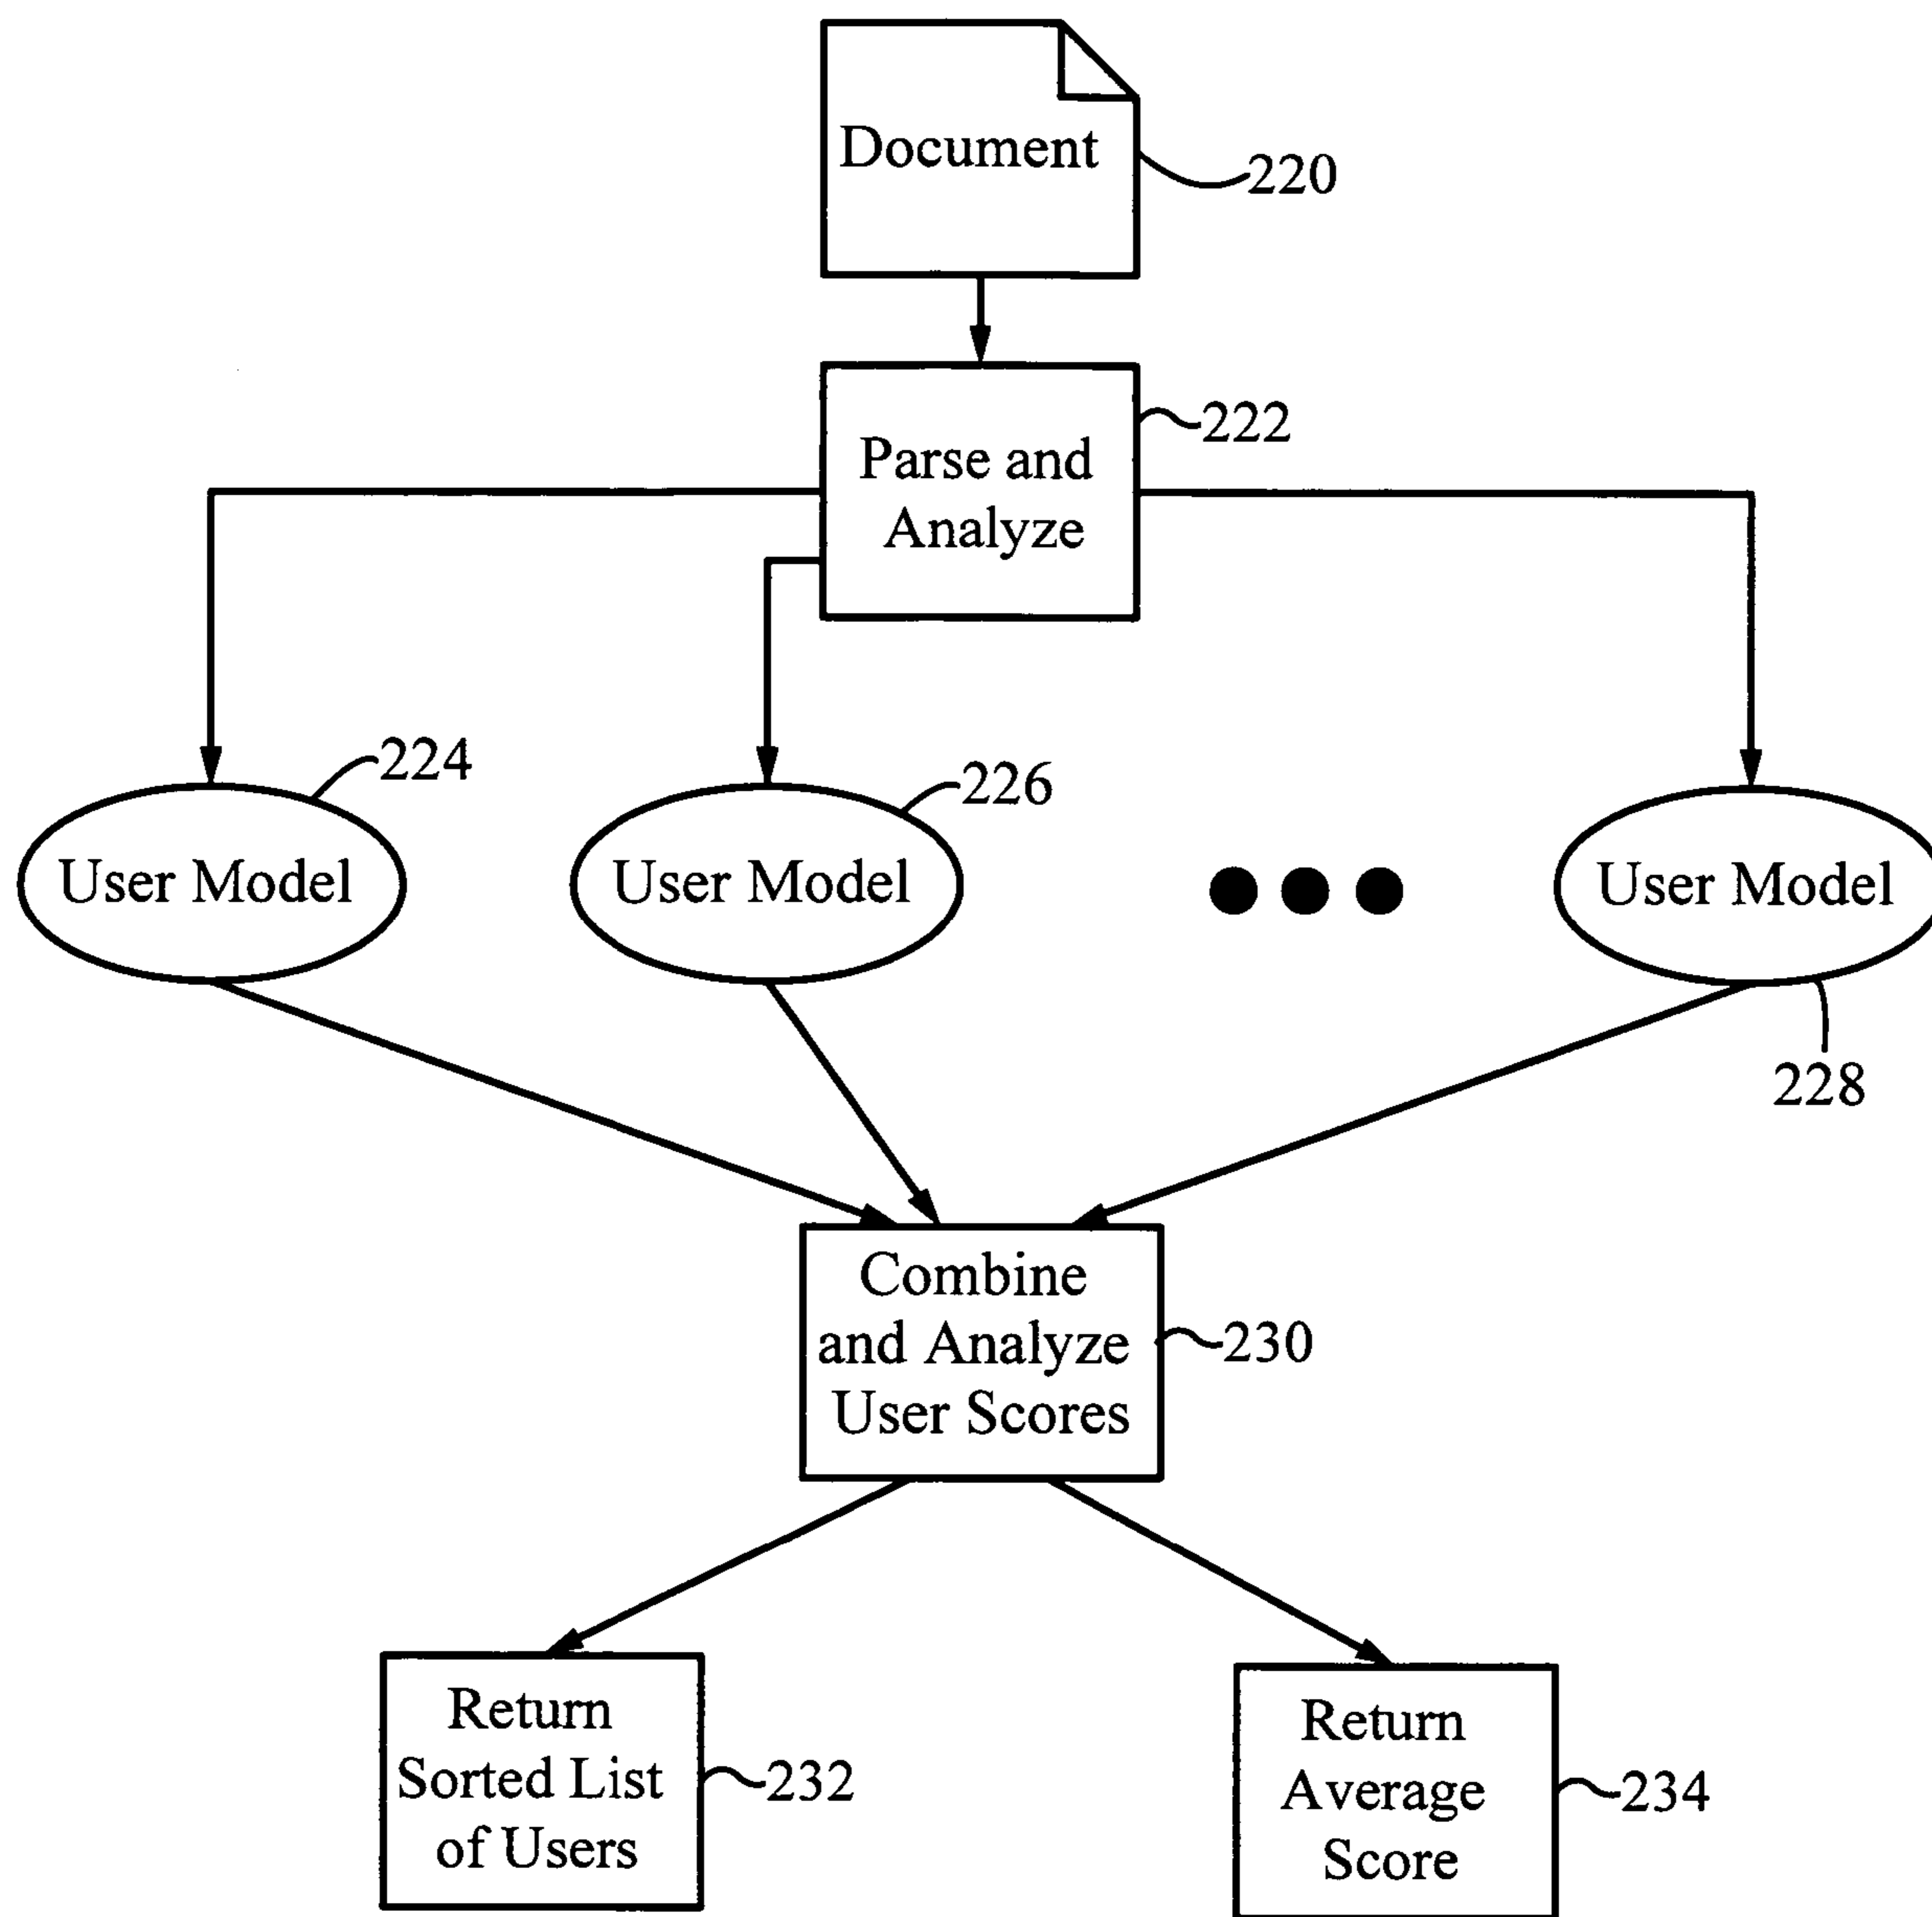 Document
220
Parse and
Analyze
222
224
226
User Model
User Model
User Model
228
Combine
and Analyze
User Scores
230
Return
Sorted List
of Users
232
Return
Average
Score
234